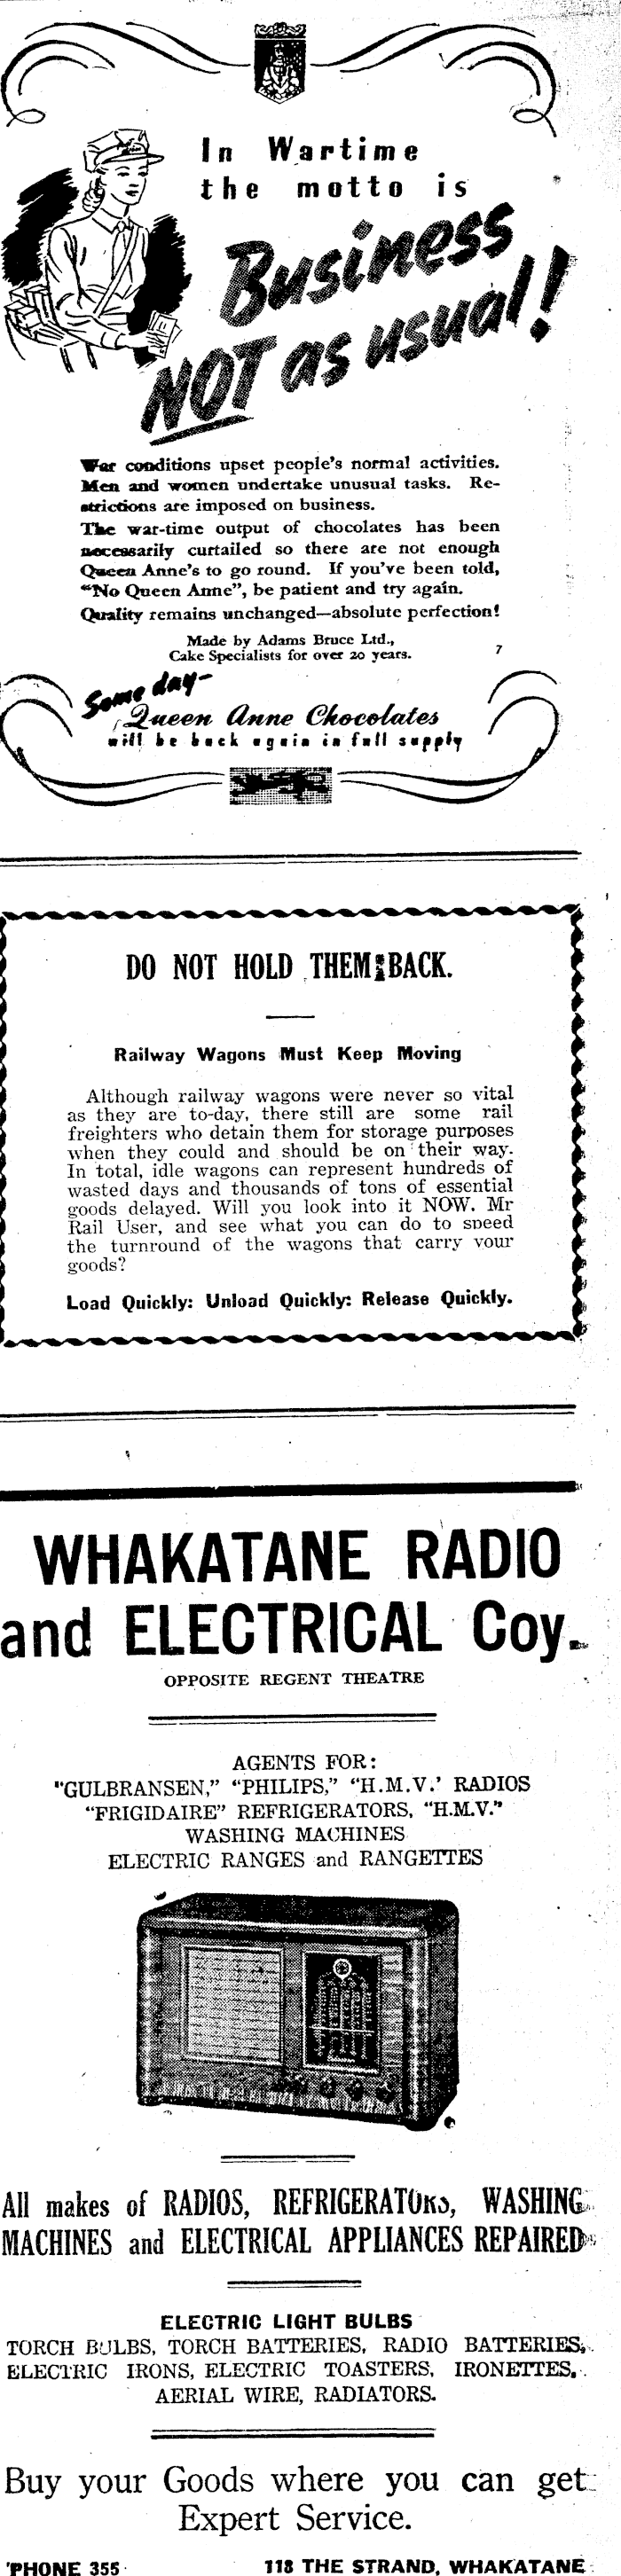 In Wartime
the motto is
Business
NOT as usual!
War conditions upset people's normal activities.
Men and women undertake unusual tasks. Re-
strictions are imposed on business.
The war-time output of chocolates has been
necessarily curtailed so there are not enough
Queen Anne's to go round. If you've been told,
"No Queen Anne", be patient and try again.
Quality remains unchanged—absolute perfection!
Made by Adams Bruce Ltd.,
Cake Specialists for over 20 years.
7
Some day-
Queen Anne Chocolates
will be back again in full supply
DO NOT HOLD THEM BACK.
Railway Wagons Must Keep Moving
Although railway wagons were never so vital
as they are to-day, there still are some rail
freighters who detain them for storage purposes
when they could and should be on their way.
In total, idle wagons can represent hundreds of
wasted days and thousands of tons of essential
goods delayed. Will you look into it NOW. Mr
Rail User, and see what you can do to speed
the turnround of the wagons that carry your
goods?
Load Quickly: Unload Quickly: Release Quickly.
WHAKATANE RADIO
and ELECTRICAL Coy.
OPPOSITE REGENT THEATRE
AGENTS FOR:
"GULBRANSEN," "PHILIPS," "H.M.V.' RADIOS
"FRIGIDAIRE" REFRIGERATORS, "H.M.V."
WASHING MACHINES
ELECTRIC RANGES and RANGETTES
All makes of RADIOS, REFRIGERATORS, WASHING
MACHINES and ELECTRICAL APPLIANCES REPAIRED
ELECTRIC LIGHT BULBS
TORCH BULBS, TORCH BATTERIES, RADIO BATTERIES,
ELECTRIC IRONS, ELECTRIC TOASTERS, IRONETTES,
AERIAL WIRE, RADIATORS.
Buy your Goods where you can get
Expert Service.
'PHONE 355 118 THE STRAND, WHAKATANE